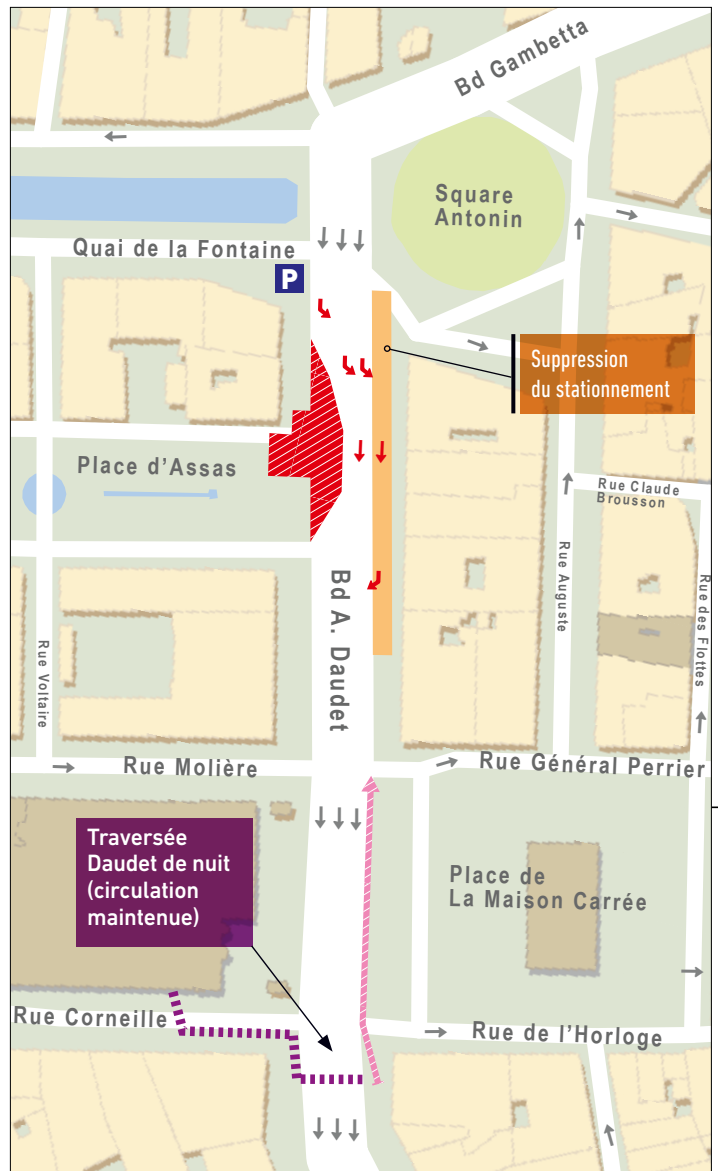 Bd Gambetta
Square
Antonin
Quai de la Fontaine
P
Suppression
du stationnement
Place d'Assas
Rue Claude
Brousson
Rue Auguste
Rue des Flottes
Bd A. Daudet
Rue Voltaire
Rue Molière
Rue Général Perrier
Traversée
Daudet de nuit
(circulation
maintenue)
Place de
La Maison Carrée
Rue Corneille
Rue de l'Horloge